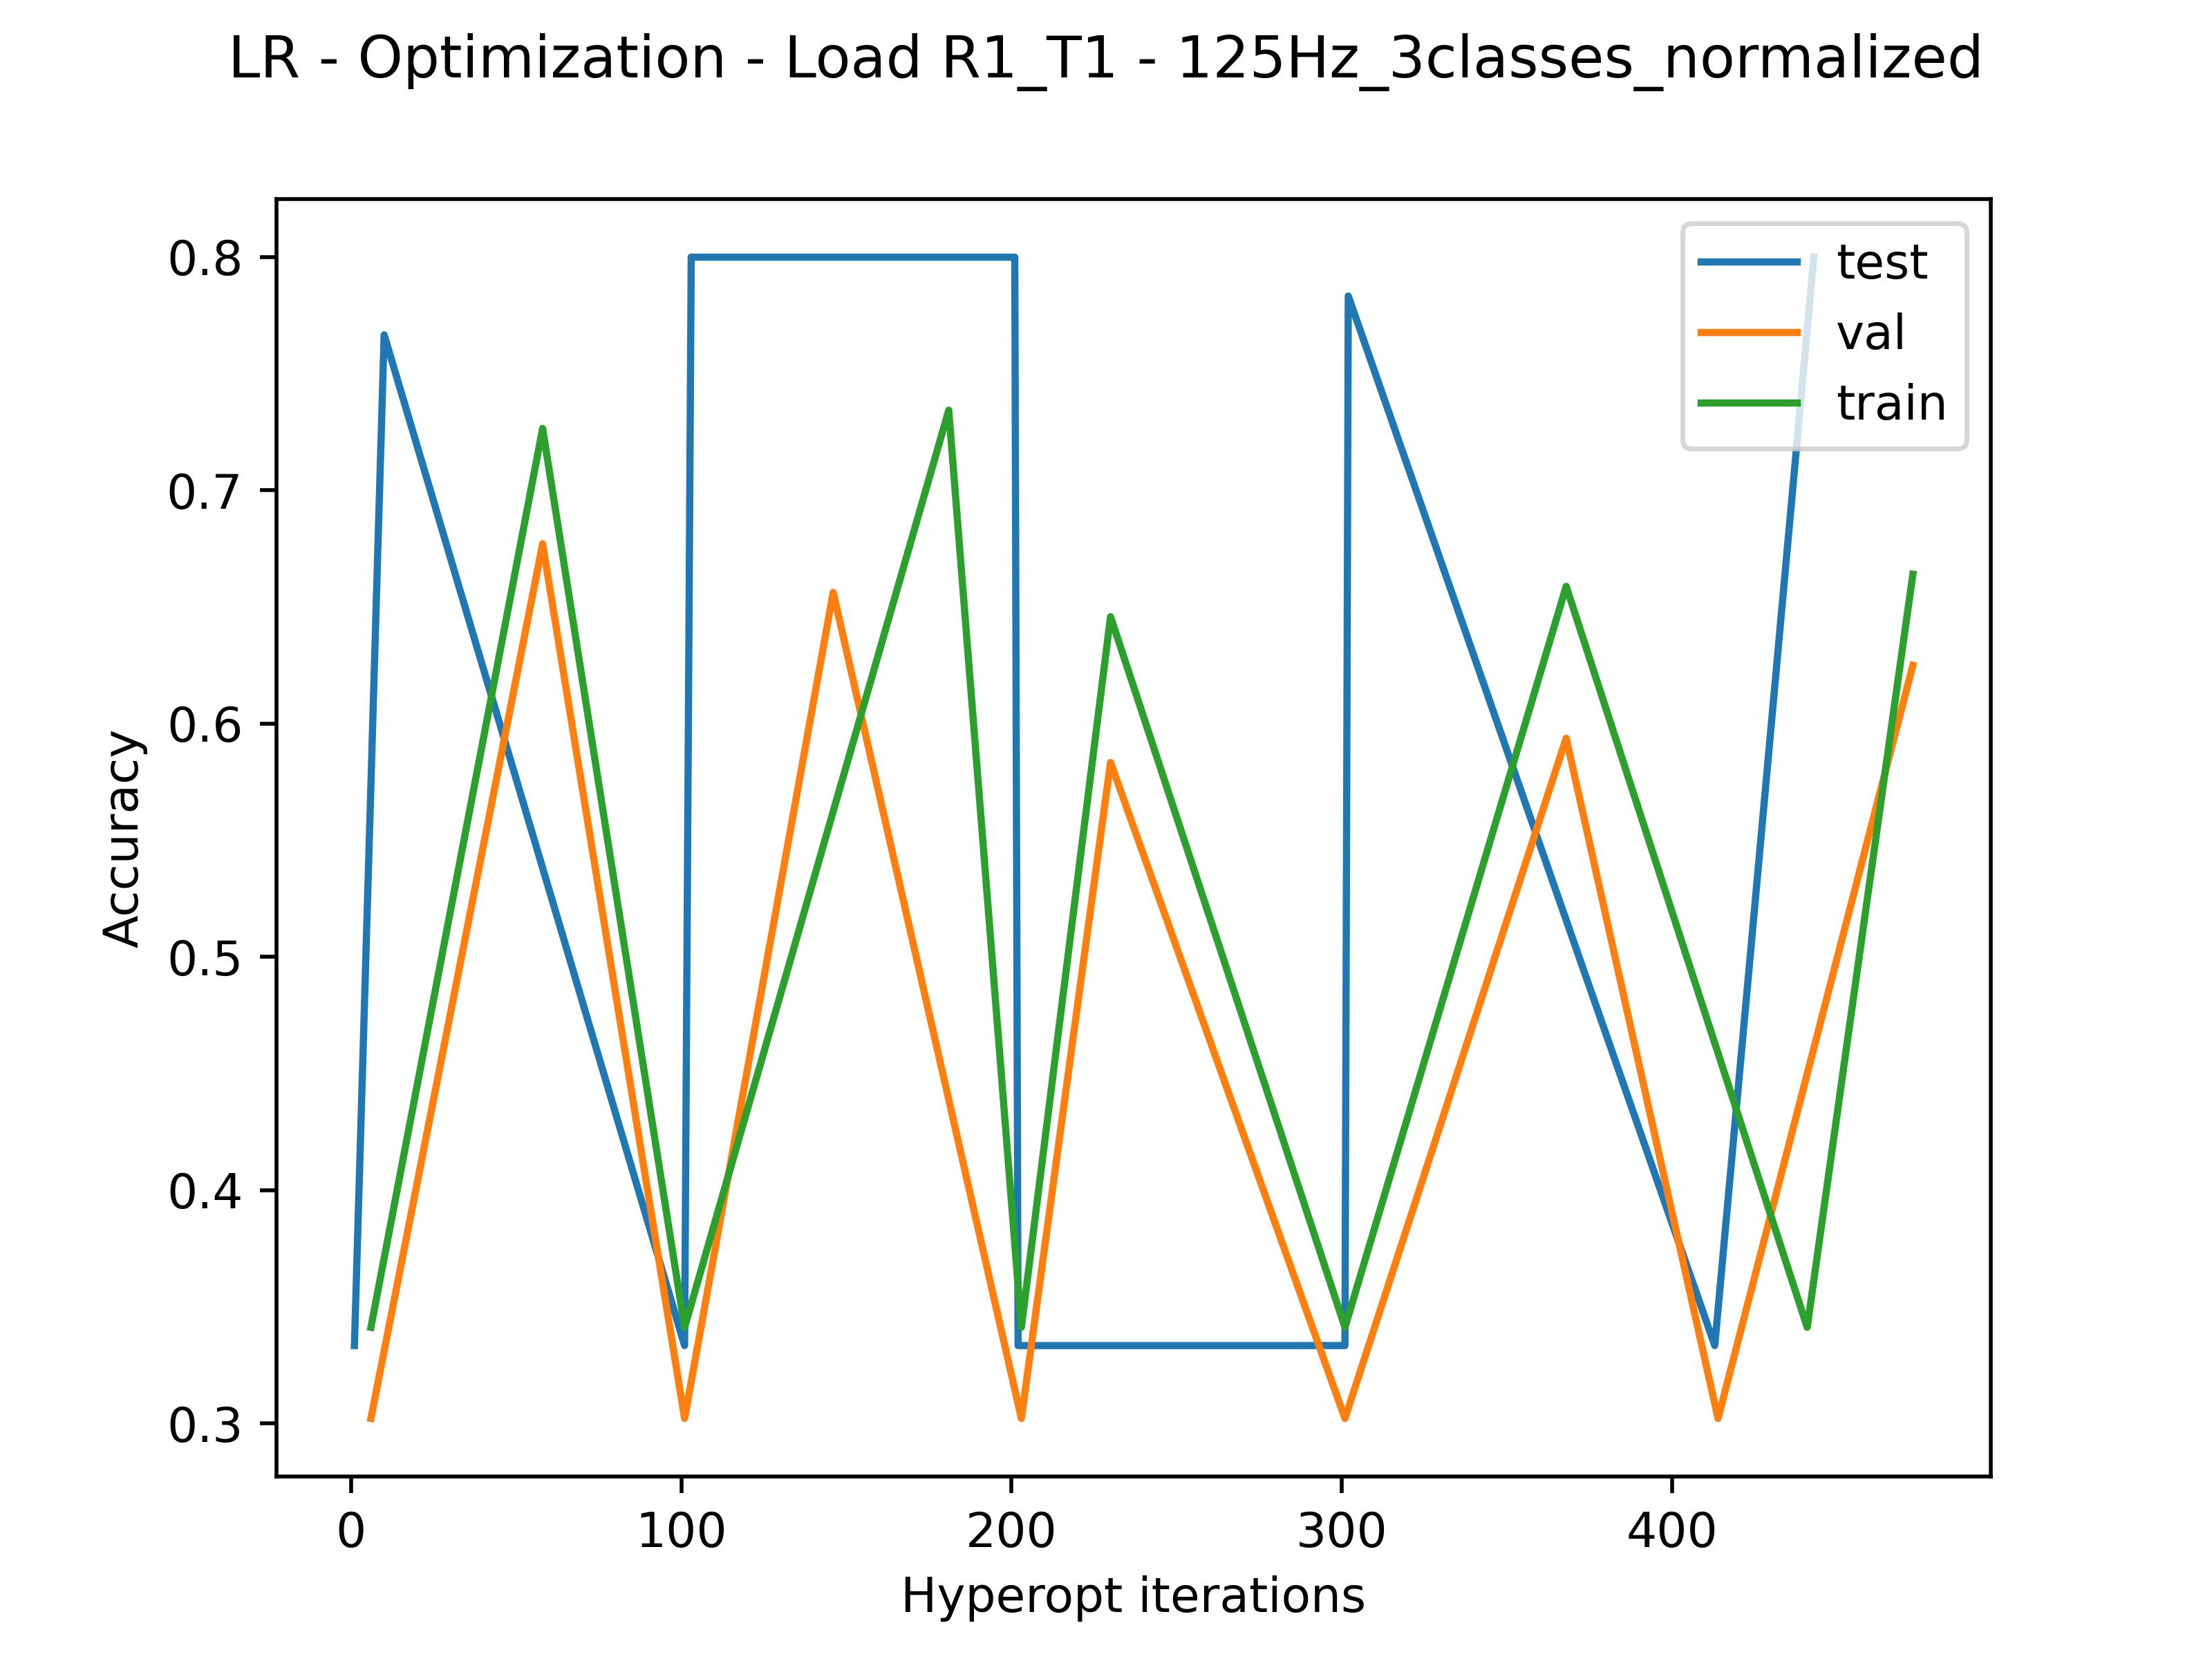 LR - Optimization - Load R1_T1 - 125Hz_3classes_normalized
0.8
0.7
0.6
0.5
0.4
0.3
Accuracy
test
val
train
0 100 200 300 400
Hyperopt iterations